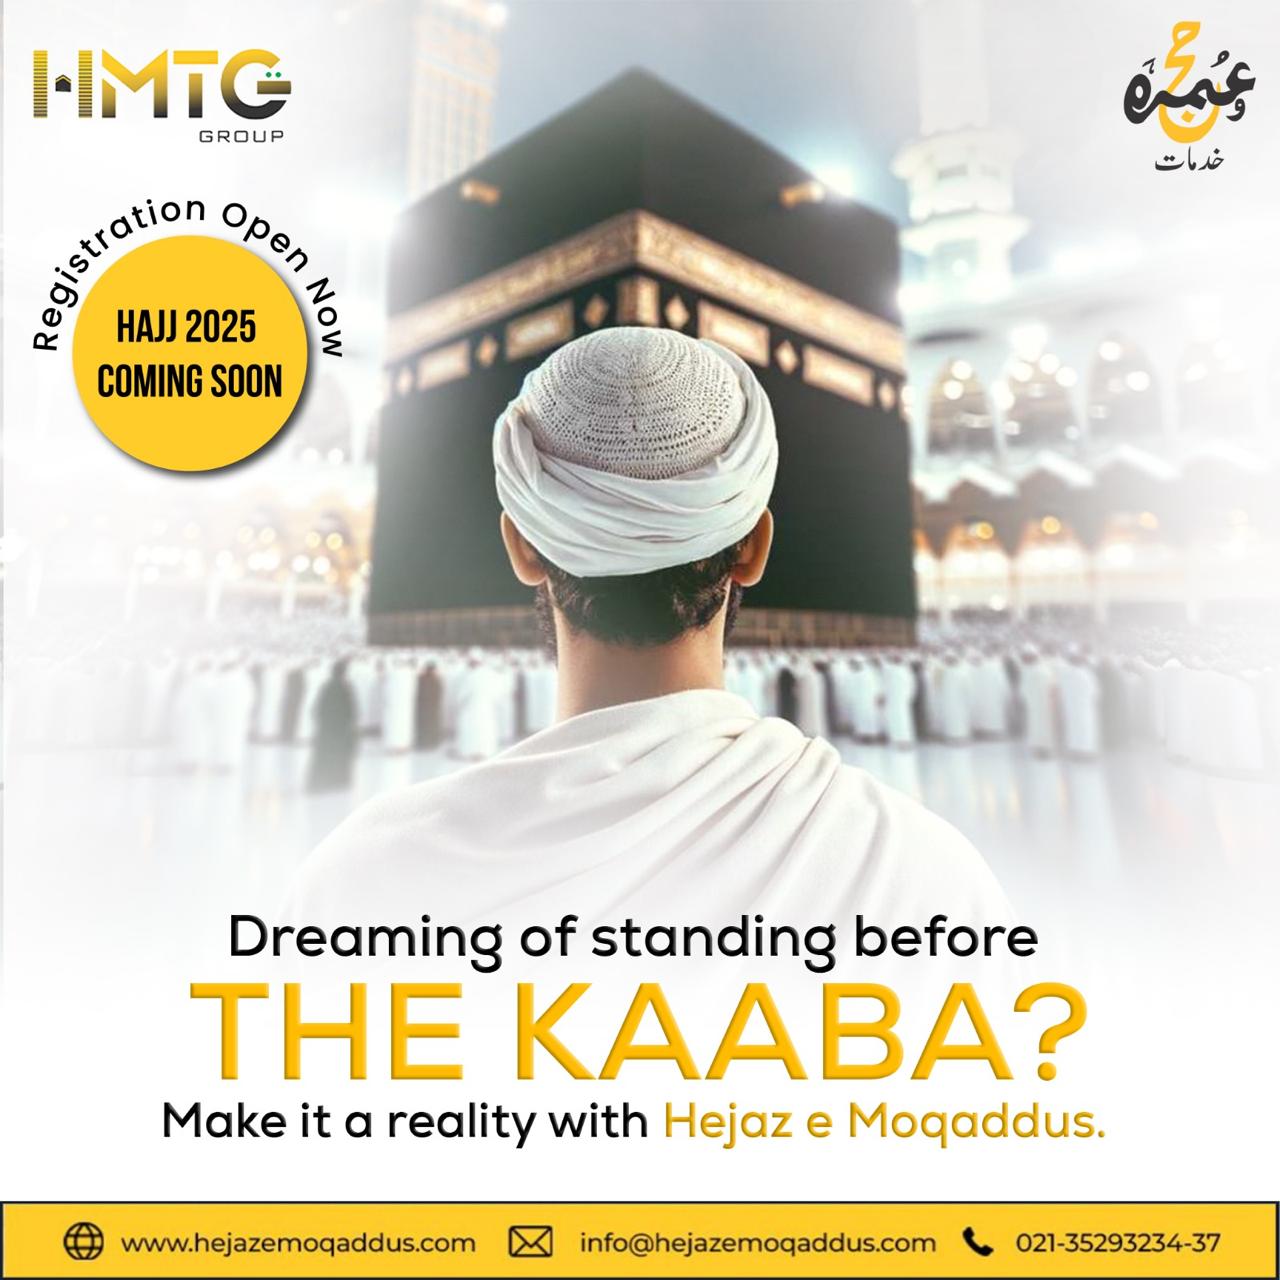 HMTG
GROUP
حج
و عُمرَہ
خدمات
Registration Open Now
HAJJ 2025
COMING SOON
Dreaming of standing before
THE KAABA?
Make it a reality with Hejaz e Moqaddus.
www.hejazemoqaddus.com
info@hejazemoqaddus.com
021-35293234-37